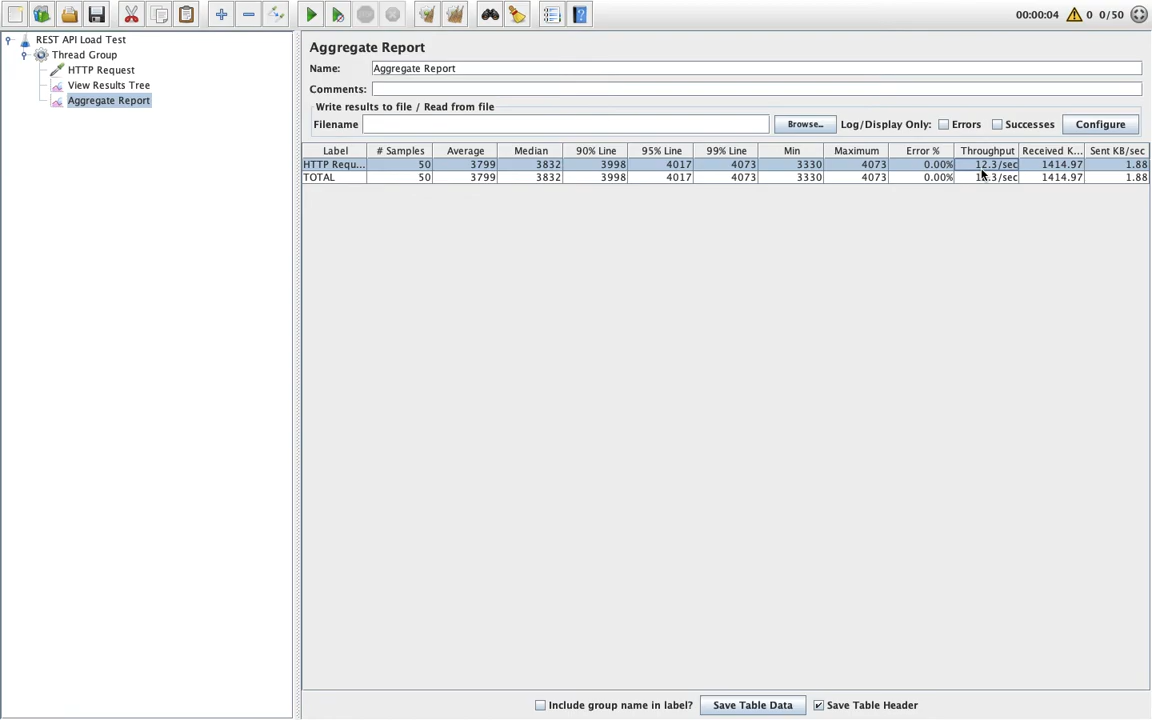 00:00:04 0 0/50
REST API Load Test
Thread Group
HTTP Request
View Results Tree
Aggregate Report
Aggregate Report
Name: Aggregate Report
Comments:
Write results to file / Read from file
Filename Browse... Log/Display Only: Errors Successes Configure
Label # Samples Average Median 90% Line 95% Line 99% Line Min Maximum Error % Throughput Received K... Sent KB/sec
HTTP Requ... 50 3799 3832 3998 4017 4073 3330 4073 0.00% 12.3/sec 1414.97 1.88
TOTAL 50 3799 3832 3998 4017 4073 3330 4073 0.00% 1414.97 1.88
Include group name in label? Save Table Data Save Table Header